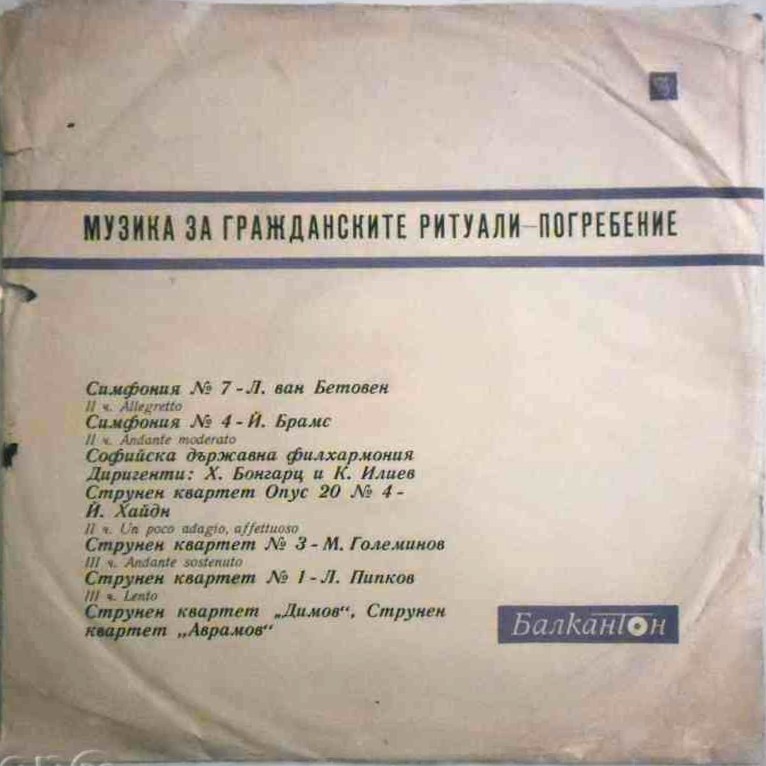 МУЗИКА ЗА ГРАЖДАНСКИТЕ РИТУАЛИ–ПОГРЕБЕНИЕ
Симфония № 7 - Л. ван Бетовен
II ч. Allegretto
Симфония № 4 - Й. Брамс
II ч. Andante moderato
Софийска държавна филхармония
Диригенти: Х. Бонгарц и К. Илиев
Струнен квартет Опус 20 № 4 -
Й. Хайдн
II ч. Un poco adagio, affettuoso
Струнен квартет № 3 - М. Големинов
III ч. Andante sostenuto
Струнен квартет № 1 - Л. Пипков
III ч. Lento
Струнен квартет „Димов“, Струнен
квартет „Аврамов“
Балкантон